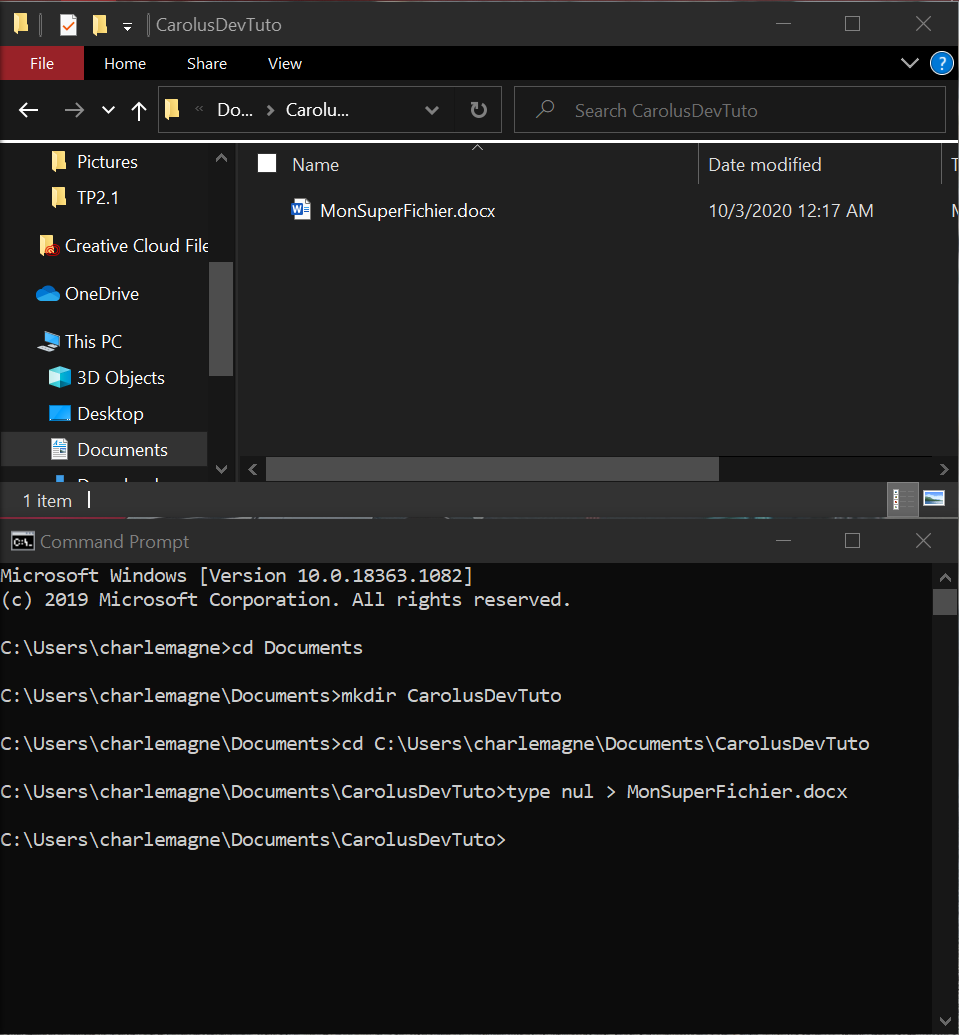 CarolusDevTuto
File Home Share View ?
« Do... > Carolu... Search CarolusDevTuto
Name Date modified
Pictures
MonSuperFichier.docx 10/3/2020 12:17 AM
TP2.1
Creative Cloud File
OneDrive
This PC
3D Objects
Desktop
Documents
1 item
C:\. Command Prompt
Microsoft Windows [Version 10.0.18363.1082]
(c) 2019 Microsoft Corporation. All rights reserved.
C:\Users\charlemagne>cd Documents
C:\Users\charlemagne\Documents>mkdir CarolusDevTuto
C:\Users\charlemagne\Documents>cd C:\Users\charlemagne\Documents\CarolusDevTuto
C:\Users\charlemagne\Documents\CarolusDevTuto>type nul > MonSuperFichier.docx
C:\Users\charlemagne\Documents\CarolusDevTuto>